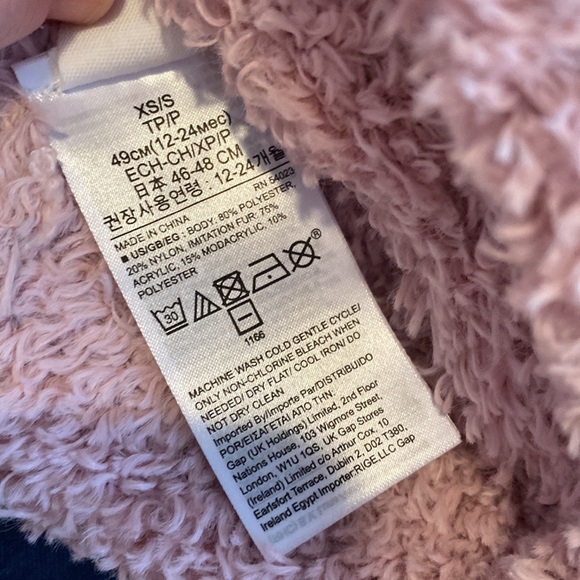 XS/S
TP/P
49CM(12-24мес)
ECH-CH/XP/P
日本 46-48 CM
권장사용연령 : 12-24개월
RN 54023
MADE IN CHINA
■ US/GB/EG : BODY: 80% POLYESTER,
20% NYLON. IMITATION FUR: 75%
ACRYLIC, 15% MODACRYLIC, 10%
POLYESTER
30
1166
MACHINE WASH COLD GENTLE CYCLE/
ONLY NON-CHLORINE BLEACH WHEN
NEEDED/ DRY FLAT/ COOL IRON/ DO
NOT DRY CLEAN
Imported By/Importe Par/DISTRIBUIDO
POR/ΕΙΣΑΓΕΤΑΙ ΑΠΟ ΤΗΝ:
Gap (UK Holdings) Limited, 2nd Floor
Nations House, 103 Wigmore Street,
London, W1U 1QS, UK Gap Stores
(Ireland) Limited c/o Arthur Cox, 10
Earlsfort Terrace, Dublin 2, D02 T380,
Ireland Egypt Importer:RIGE.LLC Gap